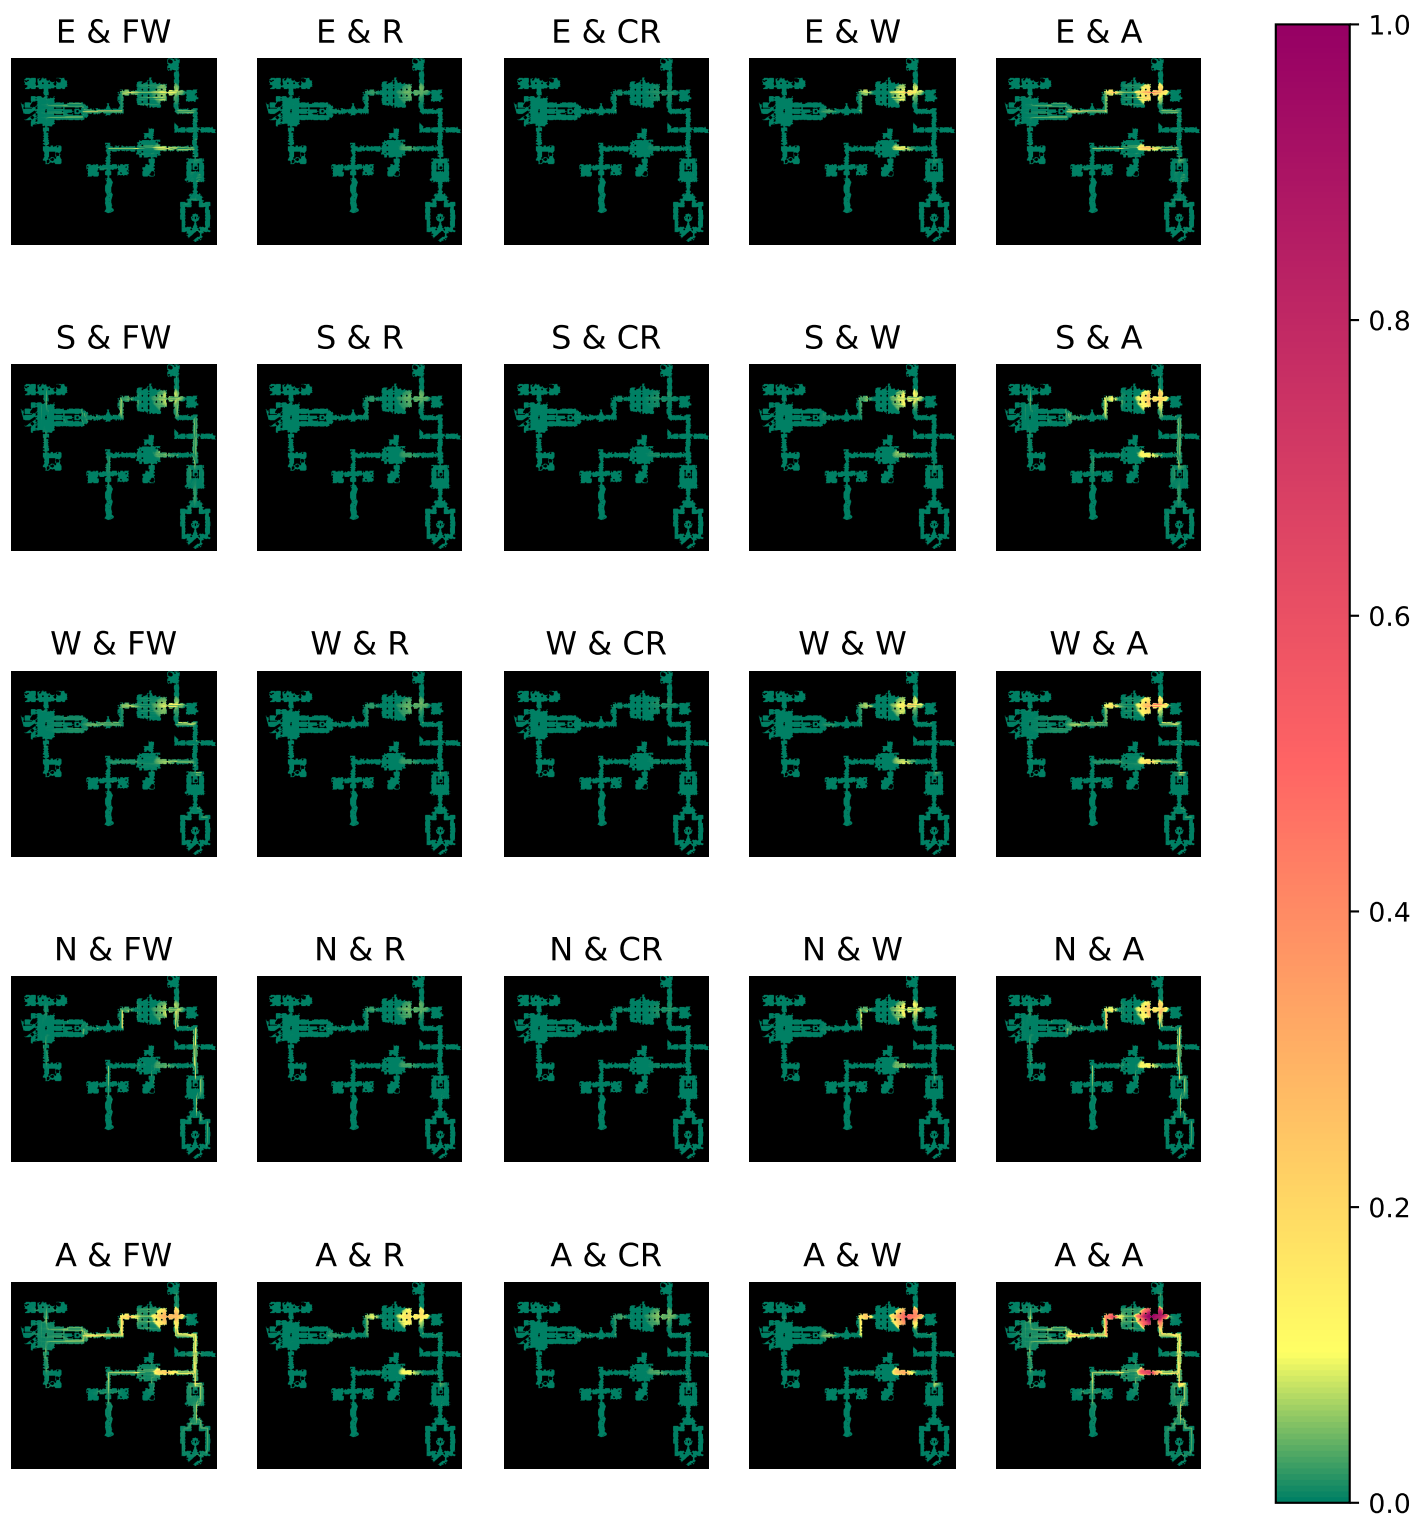 E & FW
E & R
E & CR
E & W
E & A
S & FW
S & R
S & CR
S & W
S & A
W & FW
W & R
W & CR
W & W
W & A
N & FW
N & R
N & CR
N & W
N & A
A & FW
A & R
A & CR
A & W
A & A
1.0
0.8
0.6
0.4
0.2
0.0